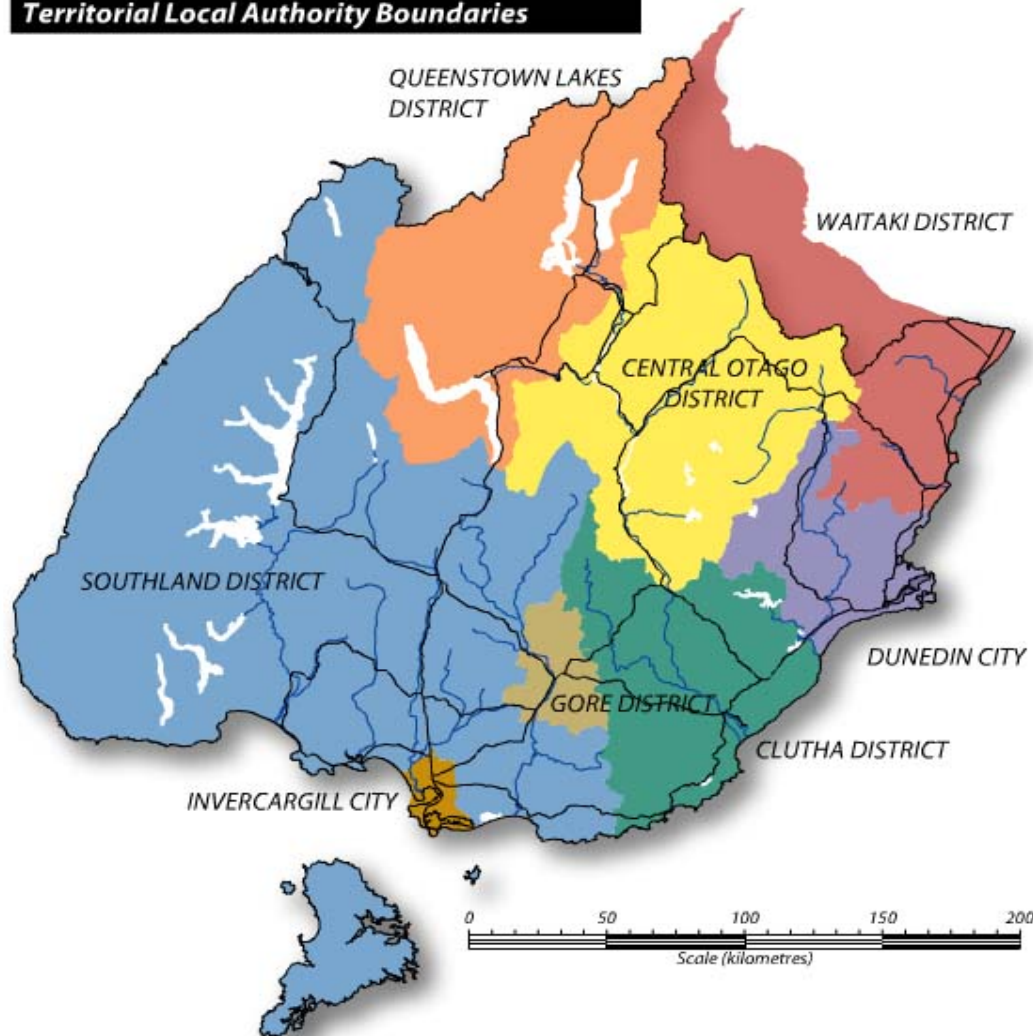 Territorial Local Authority Boundaries
QUEENSTOWN LAKES
DISTRICT
WAITAKI DISTRICT
CENTRAL OTAGO
DISTRICT
SOUTHLAND DISTRICT
DUNEDIN CITY
GORE DISTRICT
CLUTHA DISTRICT
INVERCARGILL CITY
0 50 100 150 200
Scale (kilometres)